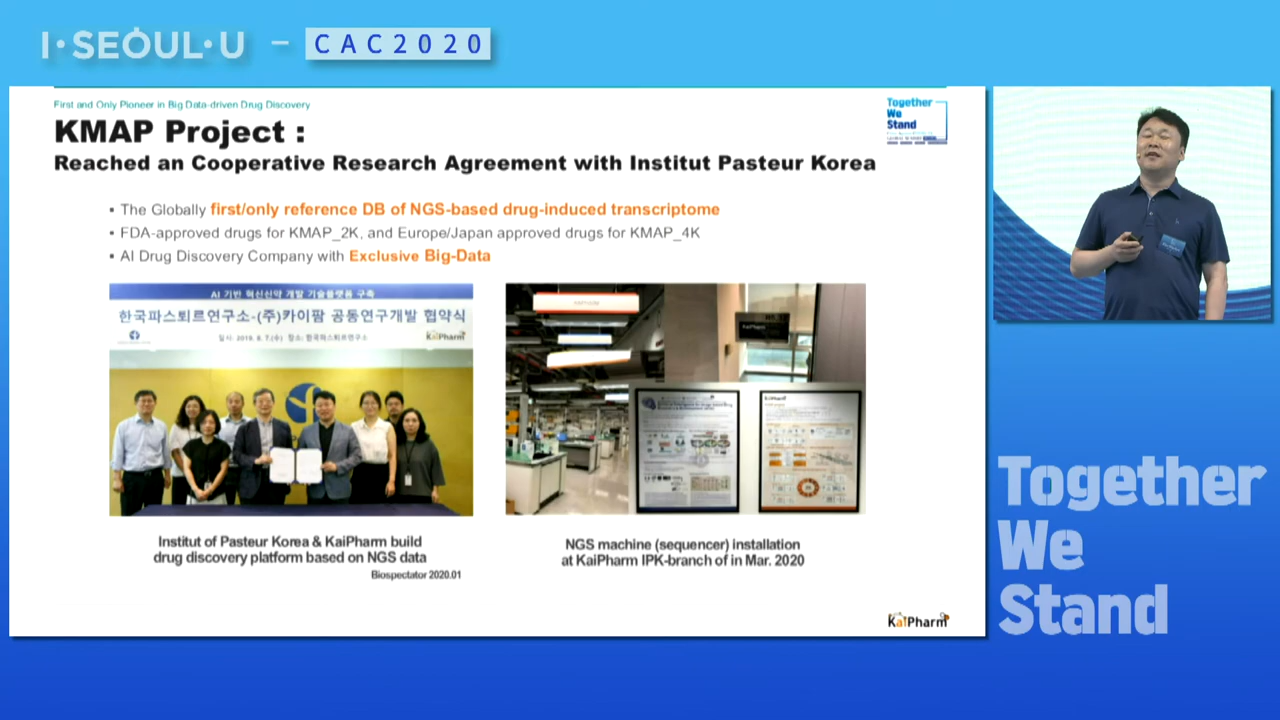 I·SEOUL·U – CAC2020
First and Only Pioneer in Big Data-driven Drug Discovery
Together
We
Stand
KMAP Project :
Reached an Cooperative Research Agreement with Institut Pasteur Korea
▪ The Globally first/only reference DB of NGS-based drug-induced transcriptome
▪ FDA-approved drugs for KMAP_2K, and Europe/Japan approved drugs for KMAP_4K
▪ AI Drug Discovery Company with Exclusive Big-Data
AI 기반 혁신신약 개발 기술플랫폼 구축
한국파스퇴르연구소-(주)카이팜 공동연구개발 협약식
일시: 2019. 8. 7.(수) 장소: 한국파스퇴르연구소
KaiPharm
KaiPharm
KaiPharm
Institut of Pasteur Korea & KaiPharm build
drug discovery platform based on NGS data
Biospectator 2020.01
NGS machine (sequencer) installation
at KaiPharm IPK-branch of in Mar. 2020
KaiPharm
Together
We
Stand